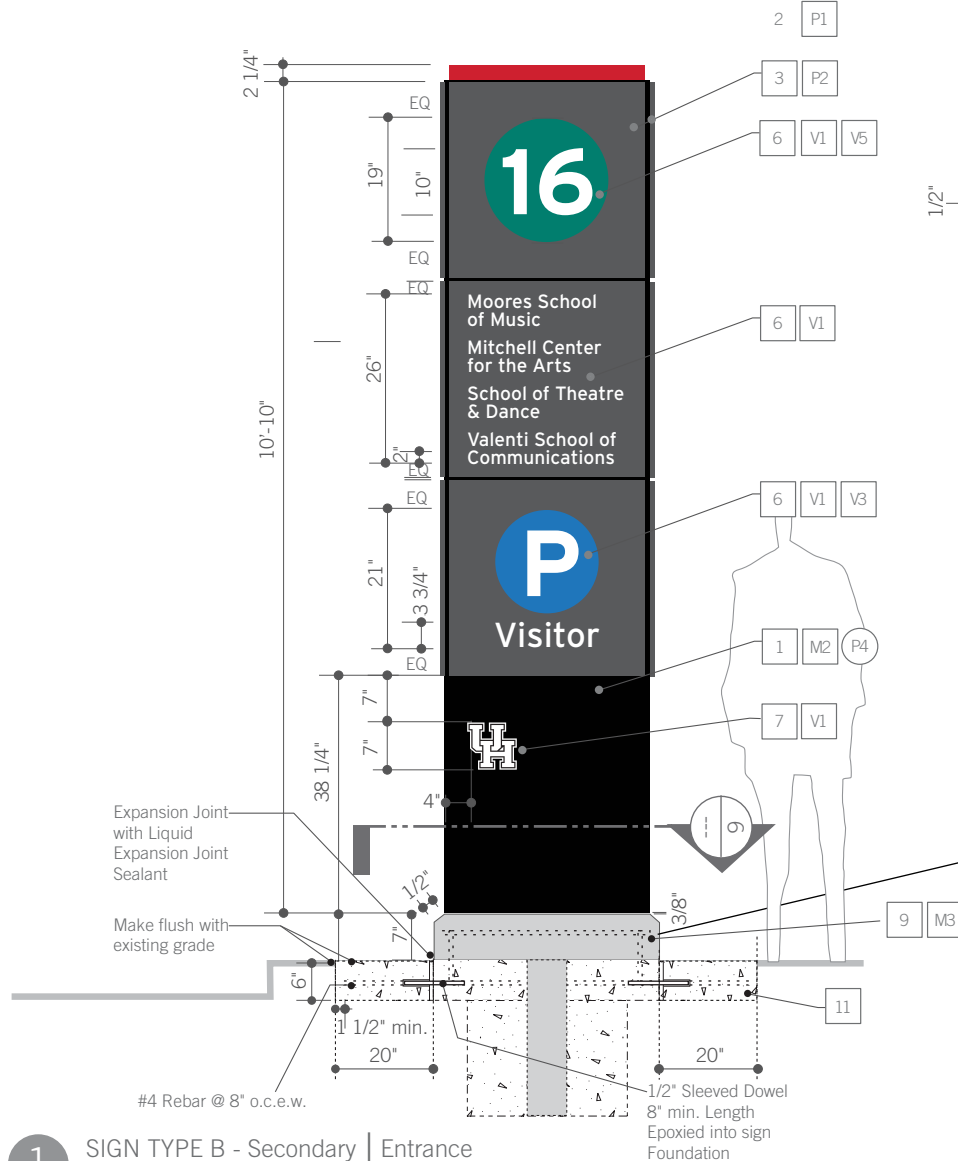 2 P1
2 1/4"
3 P2
EQ
6 V1 V5
16
19"
10"
1/2"
EQ
EQ
Moores School
of Music
Mitchell Center
for the Arts
School of Theatre
& Dance
Valenti School of
Communications
6 V1
26"
10'-10"
2"
EQ
EQ
6 V1 V3
P
Visitor
21"
3 3/4"
EQ
1 M2 P4
7"
7"
UH
7 V1
38 1/4"
4"
Expansion Joint
with Liquid
Expansion Joint
Sealant
--- 9
1/2"
3/8"
Make flush with
existing grade
7"
9 M3
6"
11
1 1/2" min.
20"
20"
#4 Rebar @ 8" o.c.e.w.
1/2" Sleeved Dowel
8" min. Length
Epoxied into sign
Foundation
1 SIGN TYPE B - Secondary | Entrance